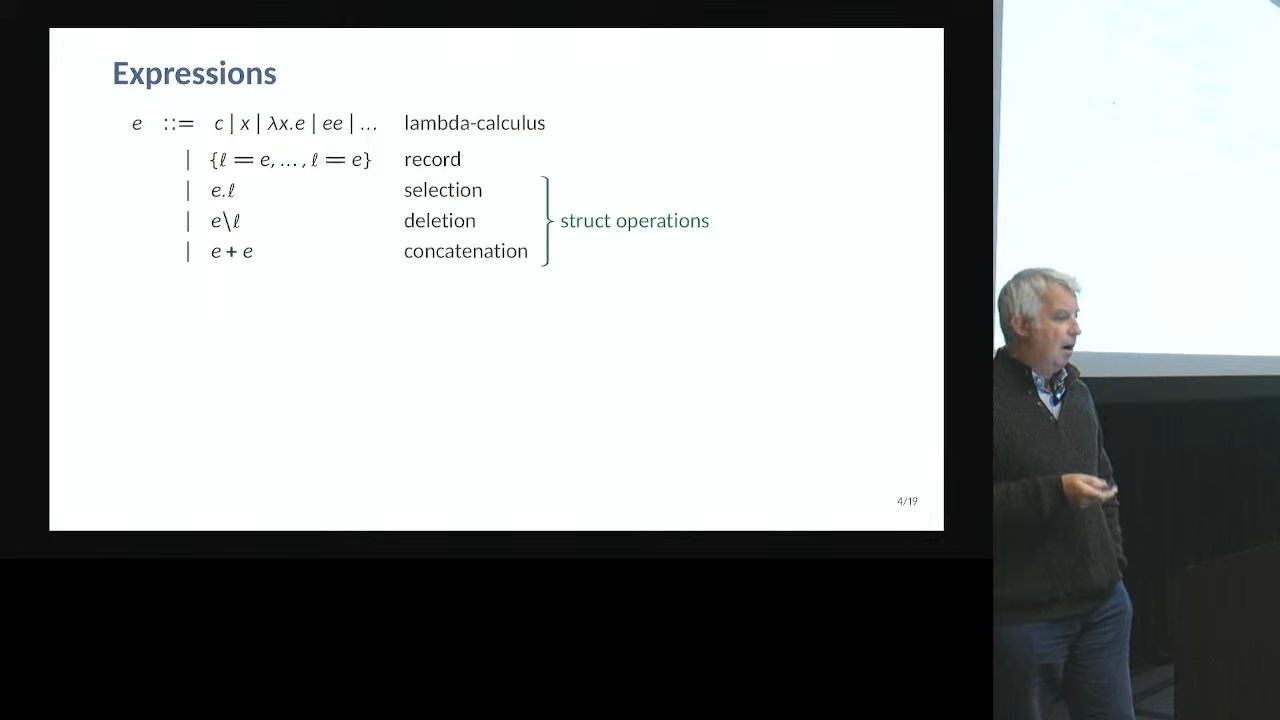 Expressions
e ::= c | x | λx.e | ee | ... lambda-calculus
| {ℓ = e, ... , ℓ = e} record
| e.ℓ selection
| e\ℓ deletion } struct operations
| e + e concatenation
4/19